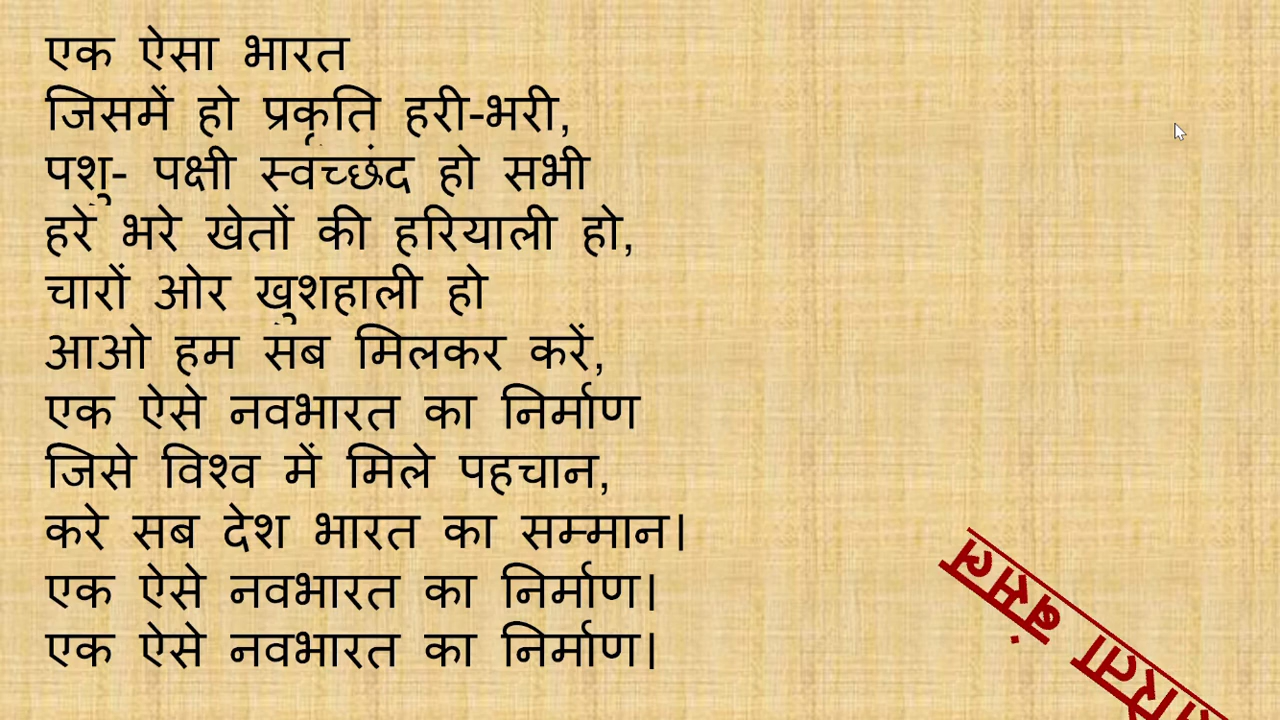 एक ऐसा भारत
जिसमें हो प्रकृति हरी-भरी,
पशु- पक्षी स्वच्छंद हो सभी
हरे भरे खेतों की हरियाली हो,
चारों ओर खुशहाली हो
आओ हम सब मिलकर करें,
एक ऐसे नवभारत का निर्माण
जिसे विश्व में मिले पहचान,
करे सब देश भारत का सम्मान।
एक ऐसे नवभारत का निर्माण।
एक ऐसे नवभारत का निर्माण।
बंसल